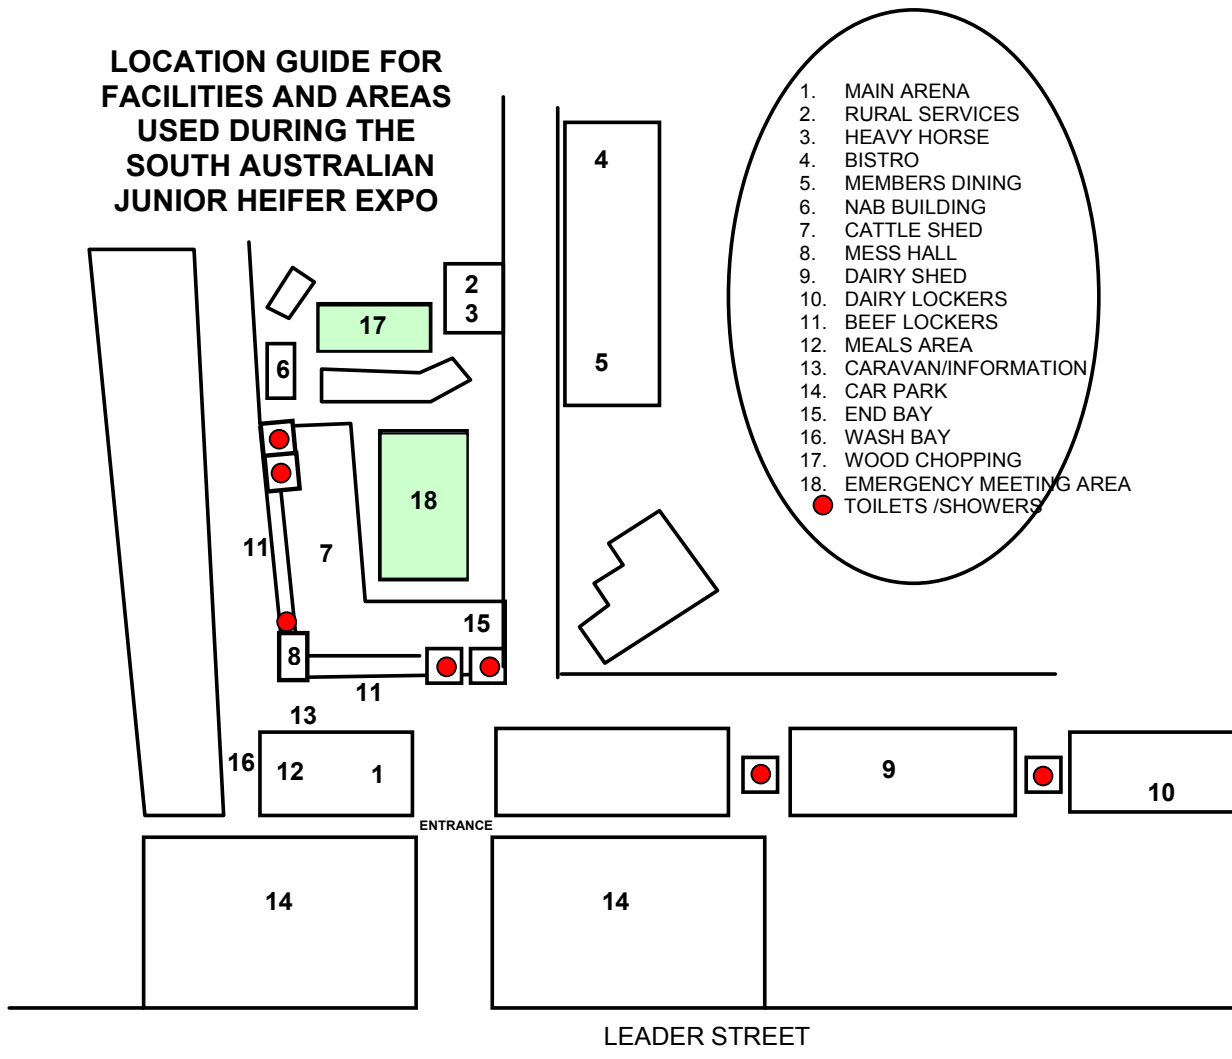 LOCATION GUIDE FOR
FACILITIES AND AREAS
USED DURING THE
SOUTH AUSTRALIAN
JUNIOR HEIFER EXPO
1. MAIN ARENA
2. RURAL SERVICES
3. HEAVY HORSE
4. BISTRO
5. MEMBERS DINING
6. NAB BUILDING
7. CATTLE SHED
8. MESS HALL
9. DAIRY SHED
10. DAIRY LOCKERS
11. BEEF LOCKERS
12. MEALS AREA
13. CARAVAN/INFORMATION
14. CAR PARK
15. END BAY
16. WASH BAY
17. WOOD CHOPPING
18. EMERGENCY MEETING AREA
TOILETS /SHOWERS
4
2
3
17
5
6
18
11
7
15
8
11
13
16
12
1
9
10
ENTRANCE
14
14
LEADER STREET